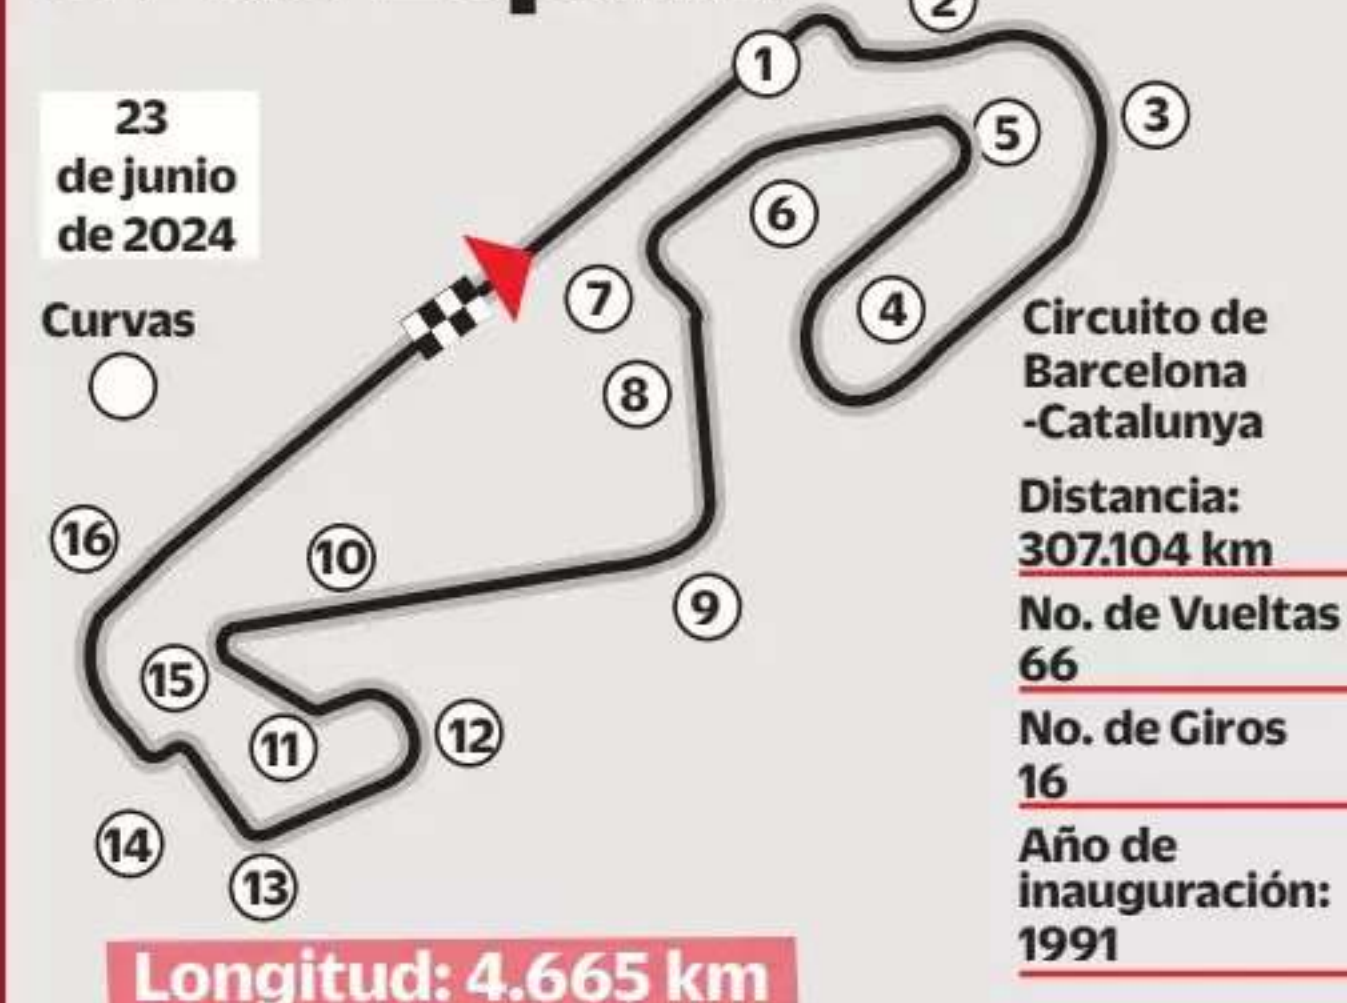 23
de junio
de 2024
Curvas
1
2
3
4
5
6
7
8
9
10
11
12
13
14
15
16
Circuito de
Barcelona
-Catalunya
Distancia:
307.104 km
No. de Vueltas
66
No. de Giros
16
Año de
inauguración:
1991
Longitud: 4.665 km